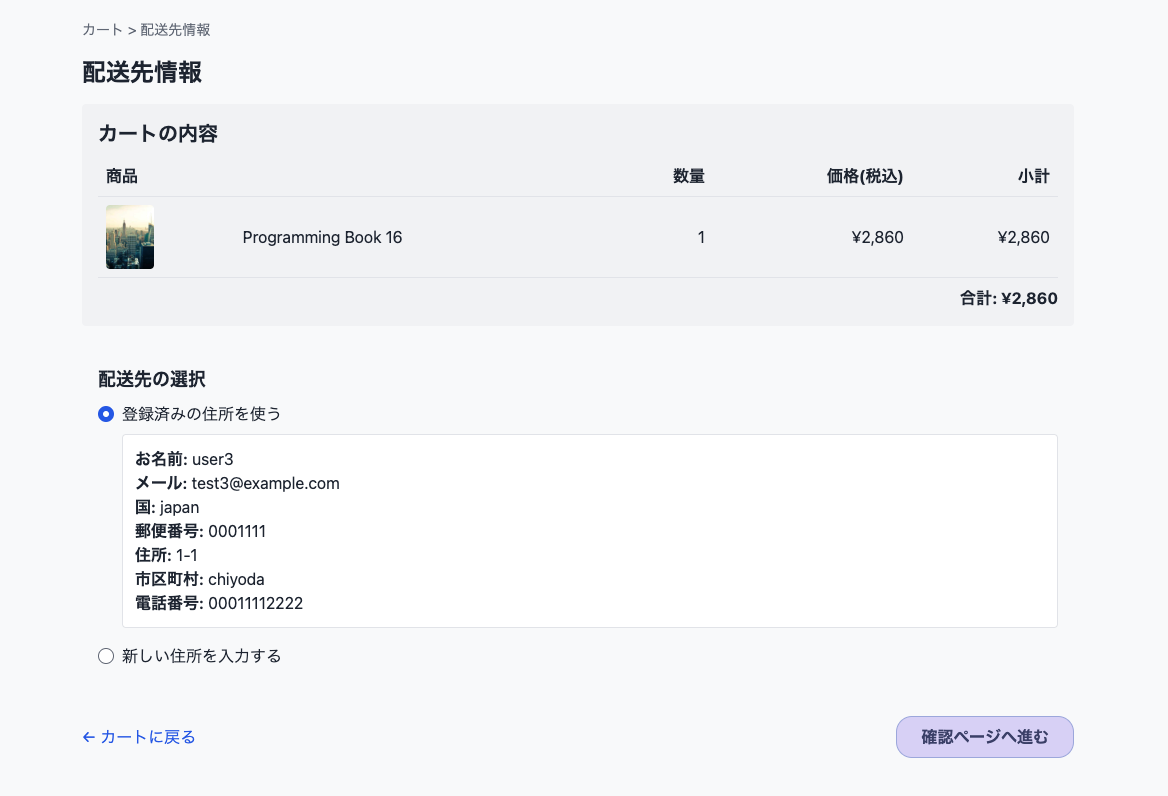 カート > 配送先情報
配送先情報
カートの内容
商品 数量 価格(税込) 小計
Programming Book 16 1 ¥2,860 ¥2,860
合計: ¥2,860
配送先の選択
登録済みの住所を使う
お名前: user3
メール: test3@example.com
国: japan
郵便番号: 0001111
住所: 1-1
市区町村: chiyoda
電話番号: 00011112222
新しい住所を入力する
← カートに戻る
確認ページへ進む